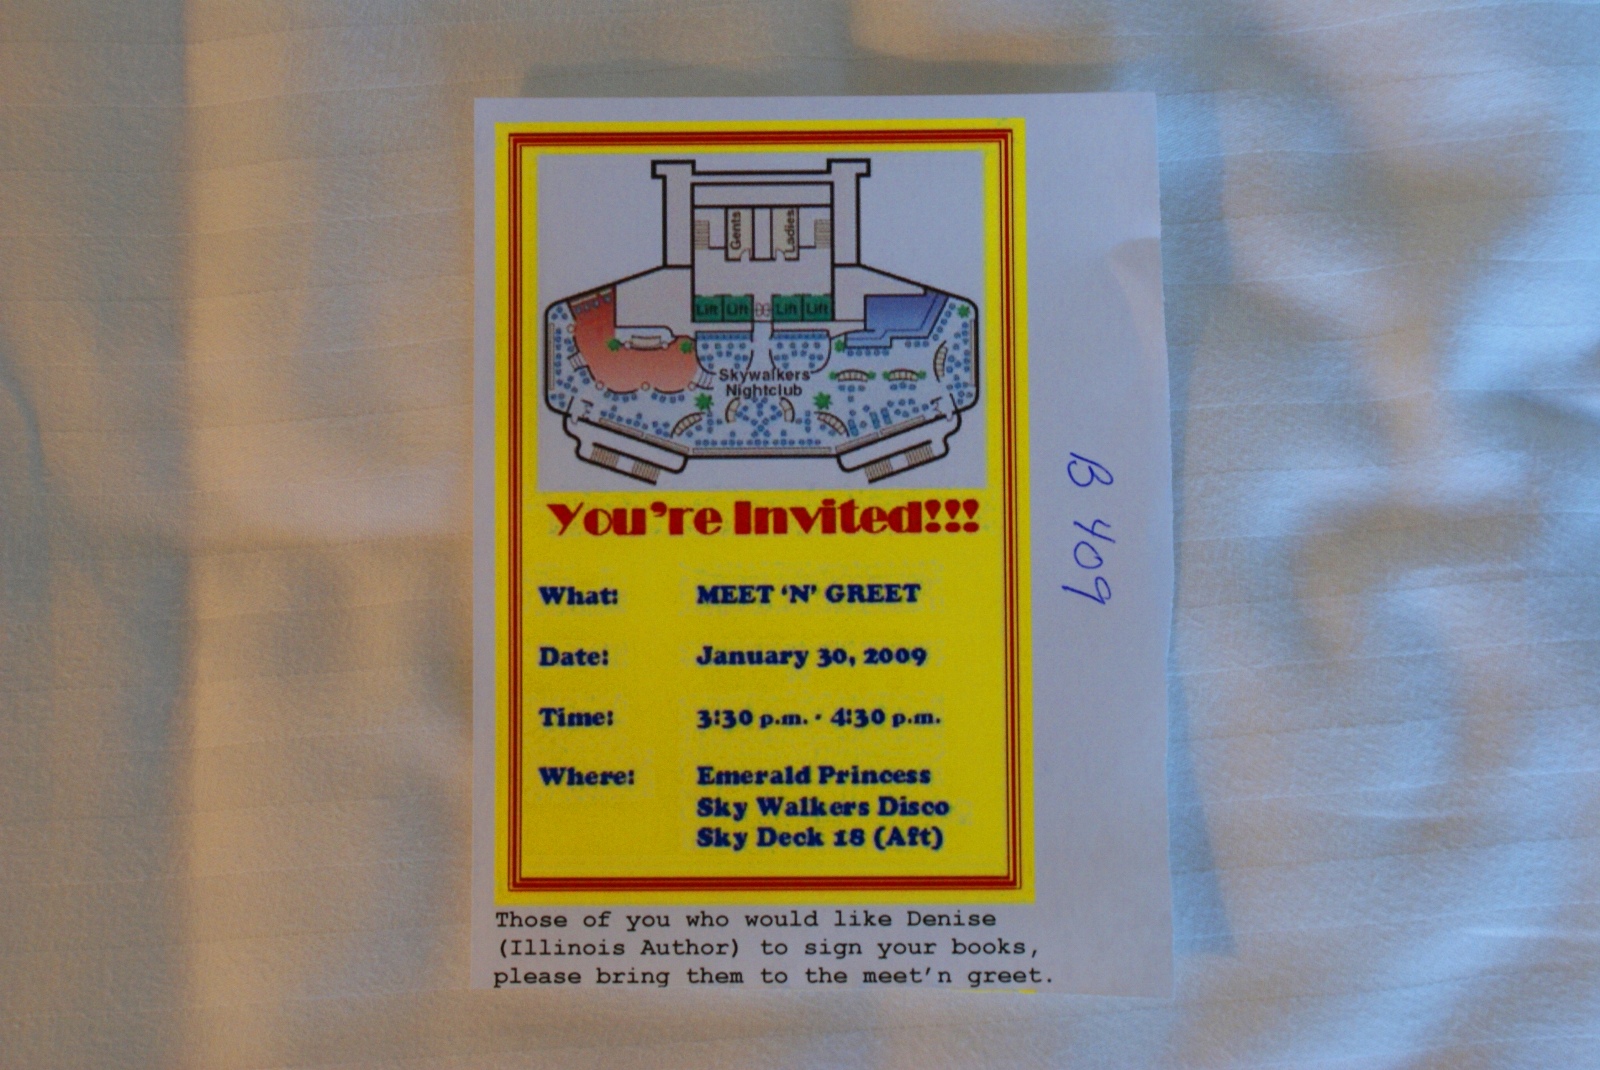 Gents
Ladies
Lift Lift Lift Lift
Skywalkers
Nightclub
You're Invited!!!
What: MEET 'N' GREET
Date: January 30, 2009
Time: 3:30 p.m. - 4:30 p.m.
Where: Emerald Princess
Sky Walkers Disco
Sky Deck 18 (Aft)
Those of you who would like Denise
(Illinois Author) to sign your books,
please bring them to the meet'n greet.
B 409